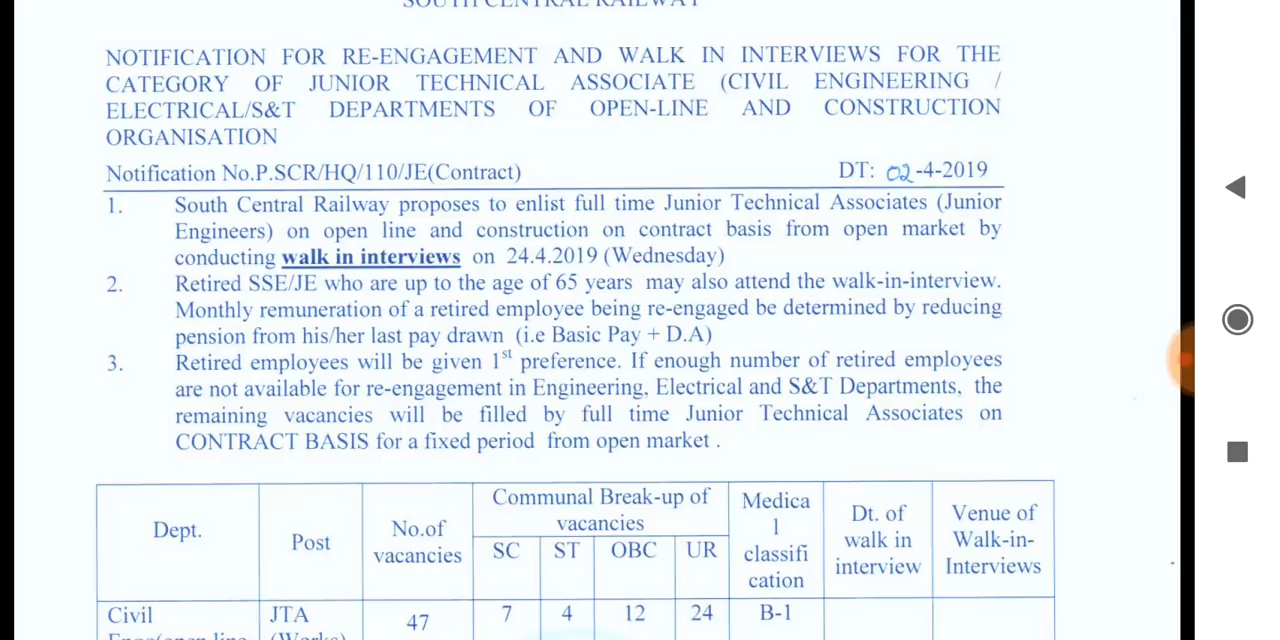 SOUTH CENTRAL RAILWAY
NOTIFICATION FOR RE-ENGAGEMENT AND WALK IN INTERVIEWS FOR THE
CATEGORY OF JUNIOR TECHNICAL ASSOCIATE (CIVIL ENGINEERING /
ELECTRICAL/S&T DEPARTMENTS OF OPEN-LINE AND CONSTRUCTION
ORGANISATION
Notification No.P.SCR/HQ/110/JE(Contract) DT: 02-4-2019
1. South Central Railway proposes to enlist full time Junior Technical Associates (Junior
Engineers) on open line and construction on contract basis from open market by
conducting walk in interviews on 24.4.2019 (Wednesday)
2. Retired SSE/JE who are up to the age of 65 years may also attend the walk-in-interview.
Monthly remuneration of a retired employee being re-engaged be determined by reducing
pension from his/her last pay drawn (i.e Basic Pay + D.A)
3. Retired employees will be given 1st preference. If enough number of retired employees
are not available for re-engagement in Engineering, Electrical and S&T Departments, the
remaining vacancies will be filled by full time Junior Technical Associates on
CONTRACT BASIS for a fixed period from open market .
Dept.
Post
No.of
vacancies
Communal Break-up of
vacancies
SC ST OBC UR
Medica
l
classifi
cation
Dt. of
walk in
interview
Venue of
Walk-in-
Interviews
Civil
JTA
47 7 4 12 24 B-1
(Works)